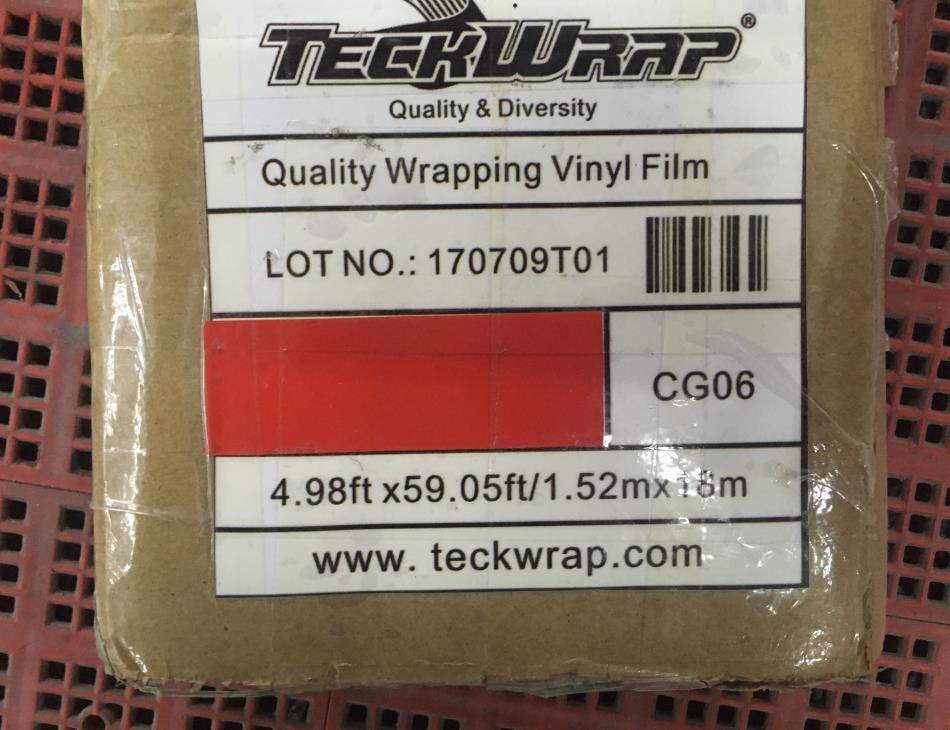 TECKWRAP®
Quality & Diversity
Quality Wrapping Vinyl Film
LOT NO.: 170709T01
CG06
4.98ft x59.05ft/1.52mx18m
www. teckwrap.com